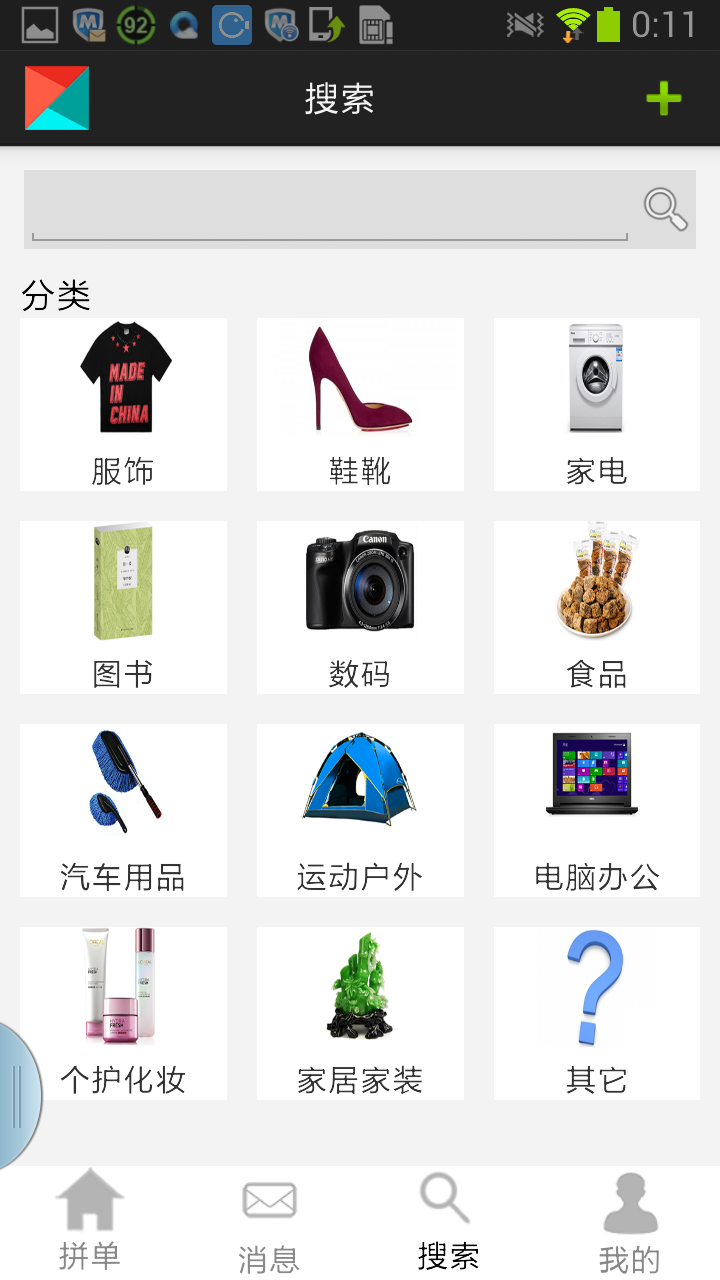 92
0:11
搜索
分类
MADE
IN
CHINA
服饰
鞋靴
家电
图书
Canon
数码
食品
汽车用品
运动户外
电脑办公
HYDRA
FRESH
个护化妆
家居家装
其它
拼单
消息
搜索
我的